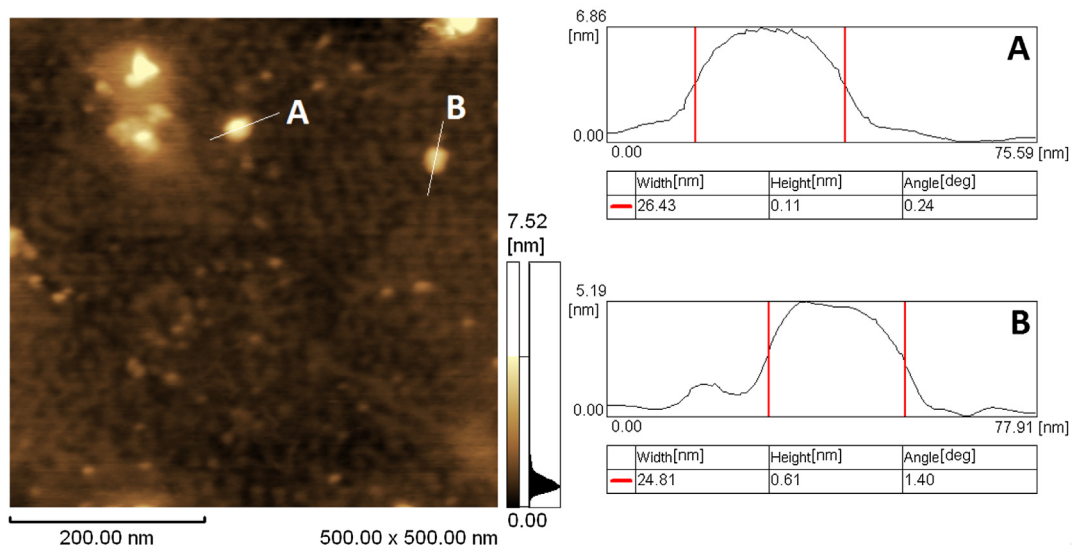 A
B
7.52
[nm]
0.00
200.00 nm
500.00 x 500.00 nm
6.86
[nm]
A
0.00
0.00
75.59 [nm]
Width[nm] Height[nm] Angle[deg]
26.43 0.11 0.24
5.19
[nm]
B
0.00
0.00
77.91 [nm]
Width[nm] Height[nm] Angle[deg]
24.81 0.61 1.40